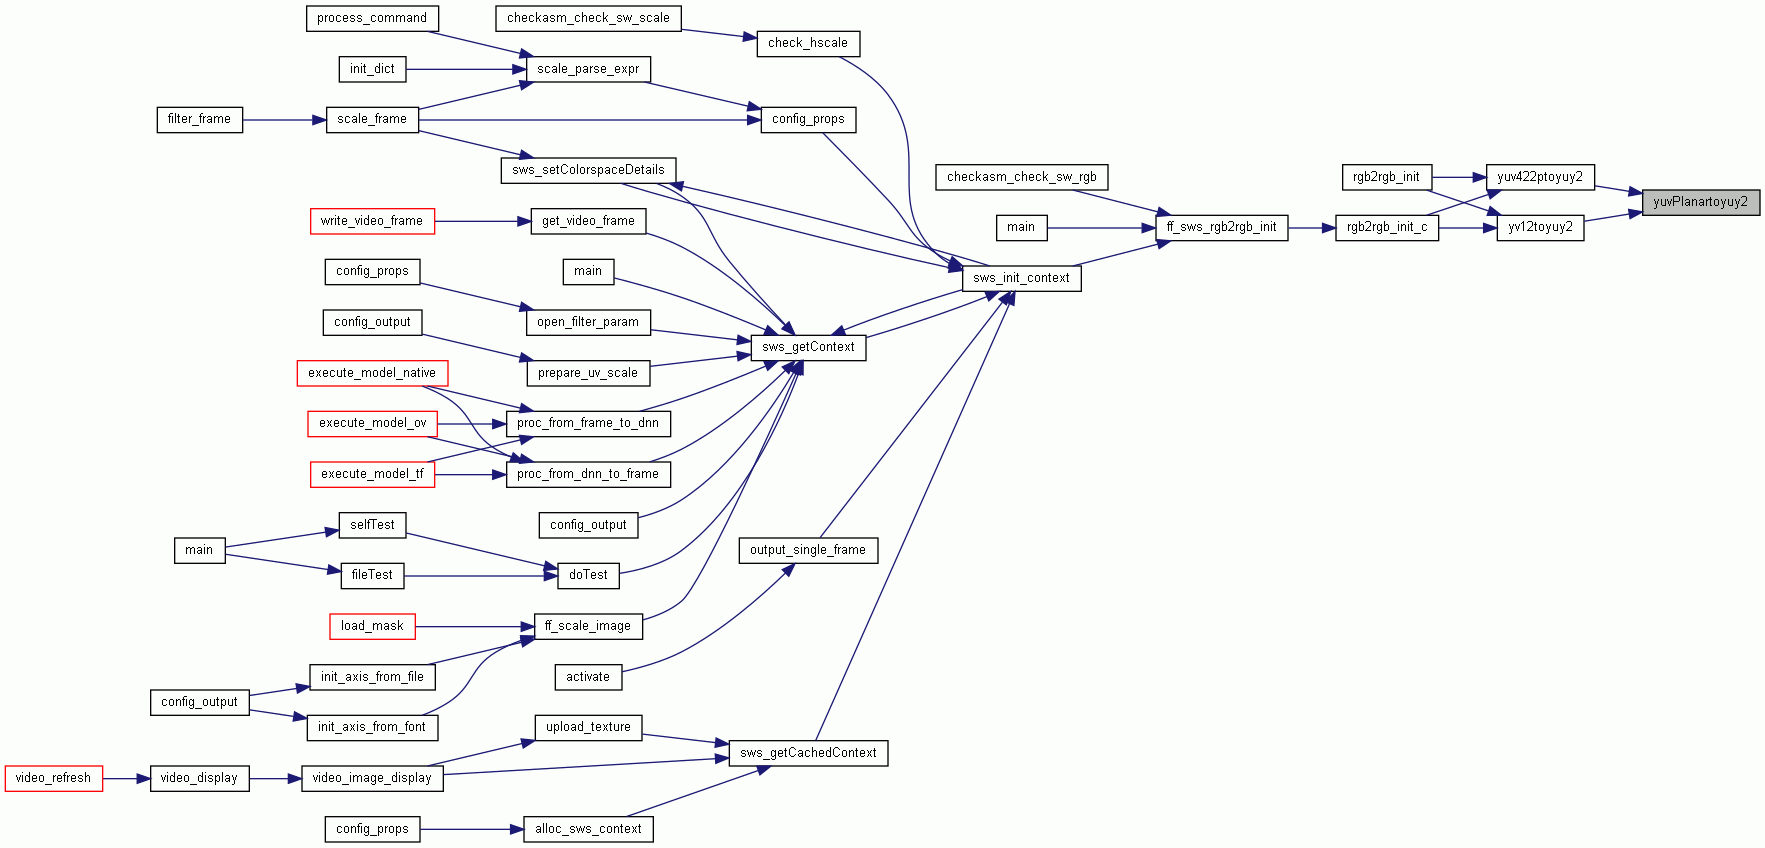 process_command
checkasm_check_sw_scale
check_hscale
init_dict
scale_parse_expr
filter_frame
scale_frame
config_props
sws_setColorspaceDetails
checkasm_check_sw_rgb
rgb2rgb_init
yuv422ptoyuy2
yuvPlanartoyuy2
write_video_frame
get_video_frame
main
ff_sws_rgb2rgb_init
rgb2rgb_init_c
yv12toyuy2
config_props
main
sws_init_context
config_output
open_filter_param
sws_getContext
execute_model_native
prepare_uv_scale
execute_model_ov
proc_from_frame_to_dnn
execute_model_tf
proc_from_dnn_to_frame
selfTest
config_output
main
output_single_frame
fileTest
doTest
load_mask
ff_scale_image
init_axis_from_file
activate
config_output
init_axis_from_font
upload_texture
sws_getCachedContext
video_refresh
video_display
video_image_display
config_props
alloc_sws_context